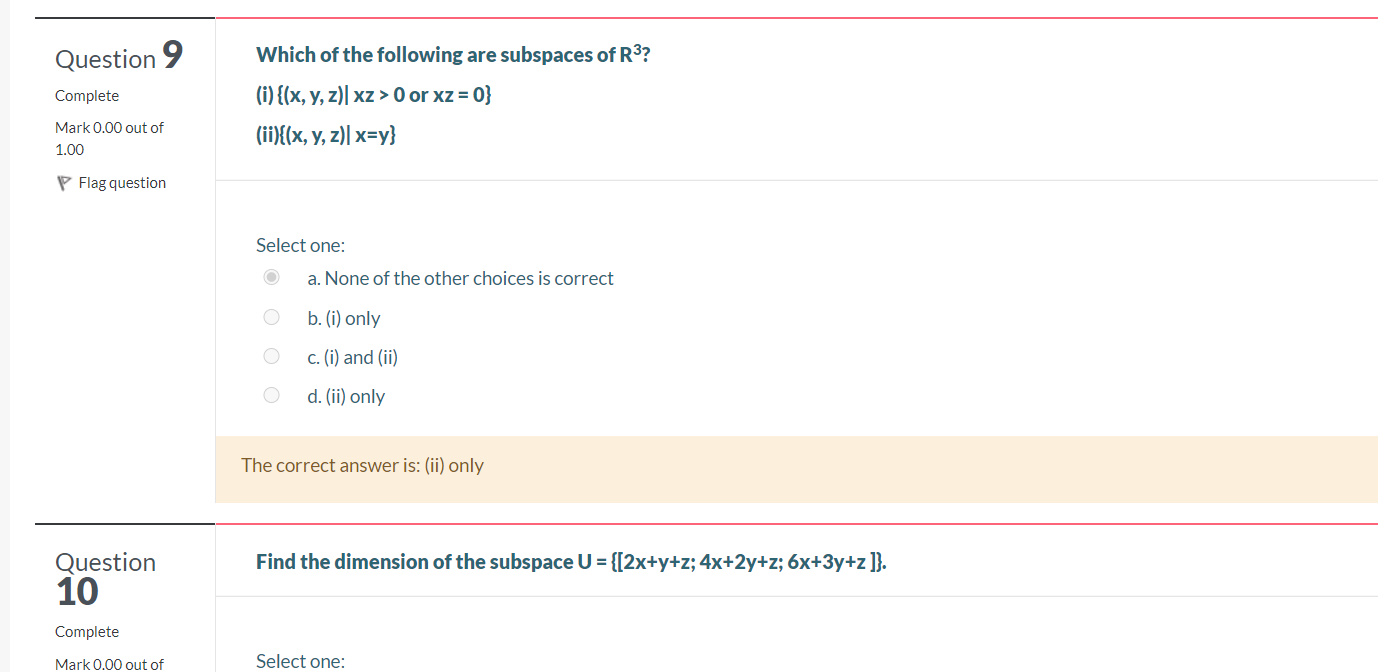 Question 9
Complete
Mark 0.00 out of
1.00
Flag question
Which of the following are subspaces of R³?
(i) {(x, y, z)| xz > 0 or xz = 0}
(ii){(x, y, z)| x=y}
Select one:
a. None of the other choices is correct
b. (i) only
c. (i) and (ii)
d. (ii) only
The correct answer is: (ii) only
Question
10
Complete
Mark 0.00 out of
Find the dimension of the subspace U = {[2x+y+z; 4x+2y+z; 6x+3y+z ]}.
Select one: